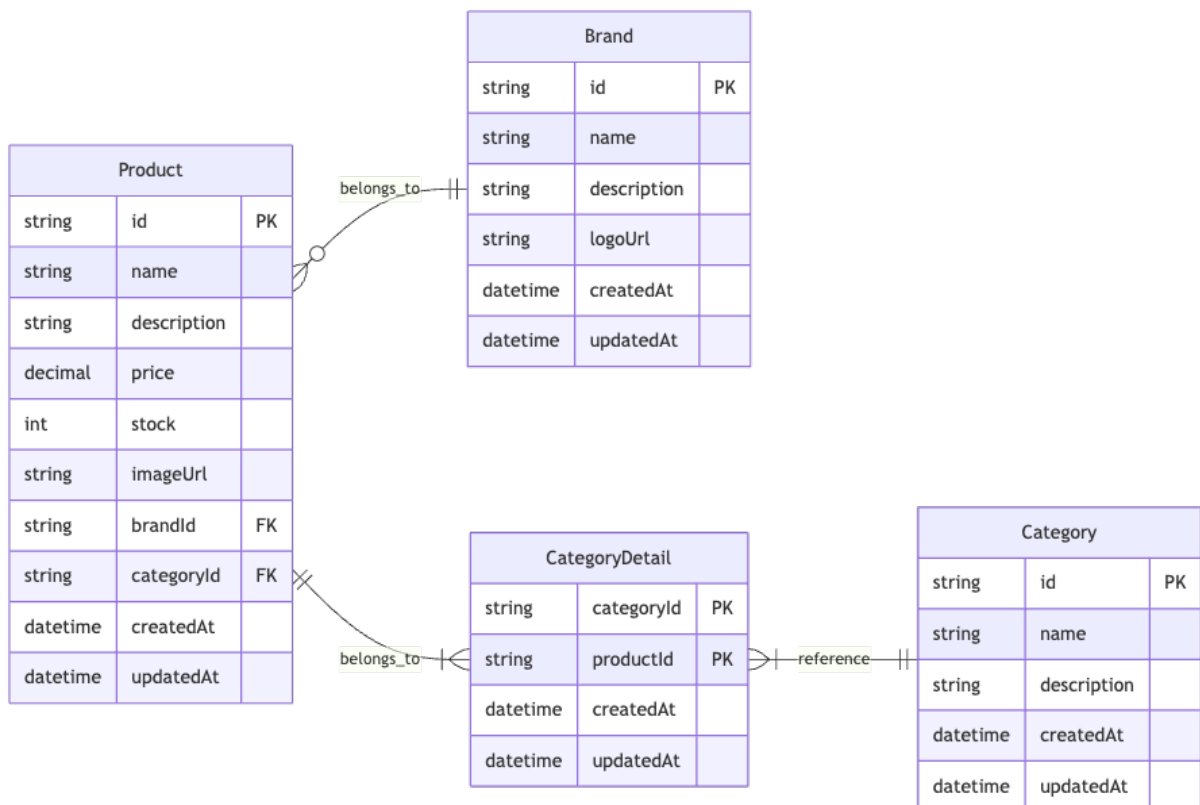 Brand
string id PK
string name
string description
string logoUrl
datetime createdAt
datetime updatedAt
Product
string id PK
string name
string description
decimal price
int stock
string imageUrl
string brandId FK
string categoryId FK
datetime createdAt
datetime updatedAt
belongs_to
belongs_to
CategoryDetail
string categoryId PK
string productId PK
datetime createdAt
datetime updatedAt
reference
Category
string id PK
string name
string description
datetime createdAt
datetime updatedAt